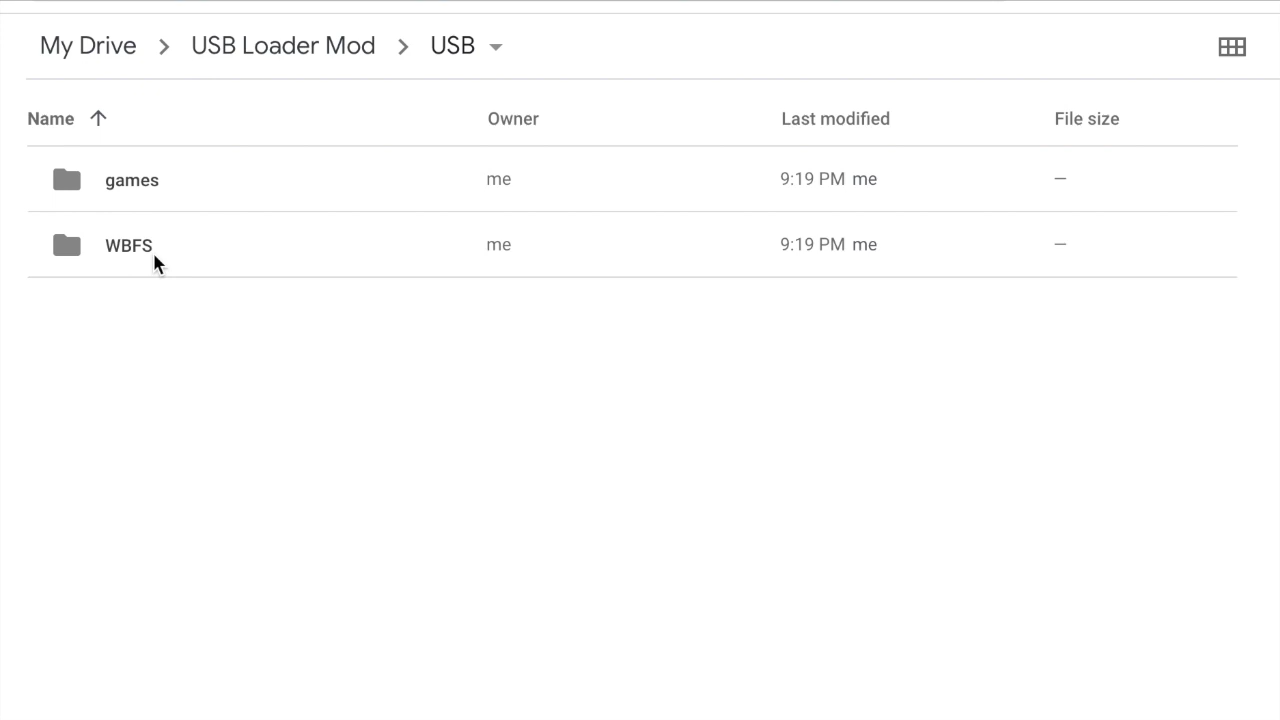 My Drive > USB Loader Mod > USB
Name Owner Last modified File size
games me 9:19 PM me –
WBFS me 9:19 PM me –